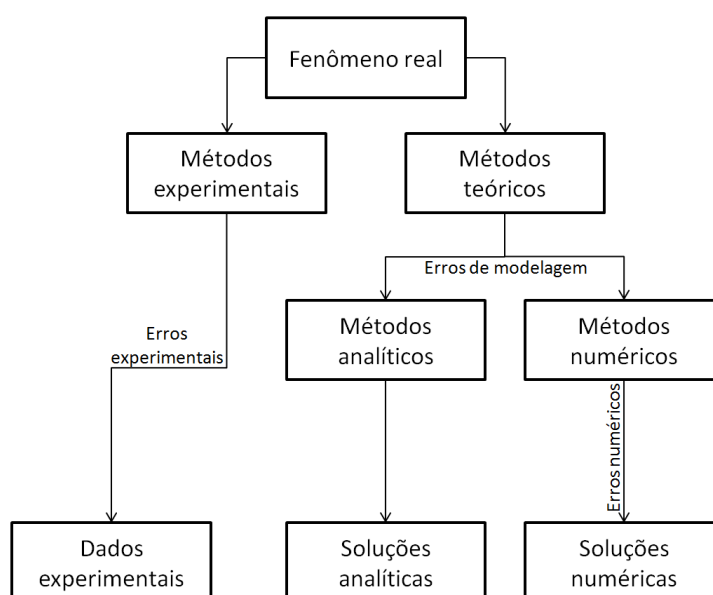 Fenômeno real
Métodos
experimentais
Métodos
teóricos
Erros de modelagem
Métodos
analíticos
Métodos
numéricos
Erros
experimentais
Erros numéricos
Dados
experimentais
Soluções
analíticas
Soluções
numéricas